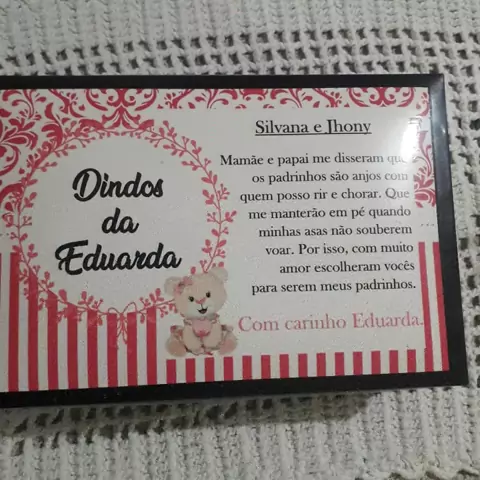 Dindos
da
Eduarda
Silvana e Jhony
Mamãe e papai me disseram que
os padrinhos são anjos com
quem posso rir e chorar. Que
me manterão em pé quando
minhas asas não souberem
voar. Por isso, com muito
amor escolheram vocês
para serem meus padrinhos.
Com carinho Eduarda.